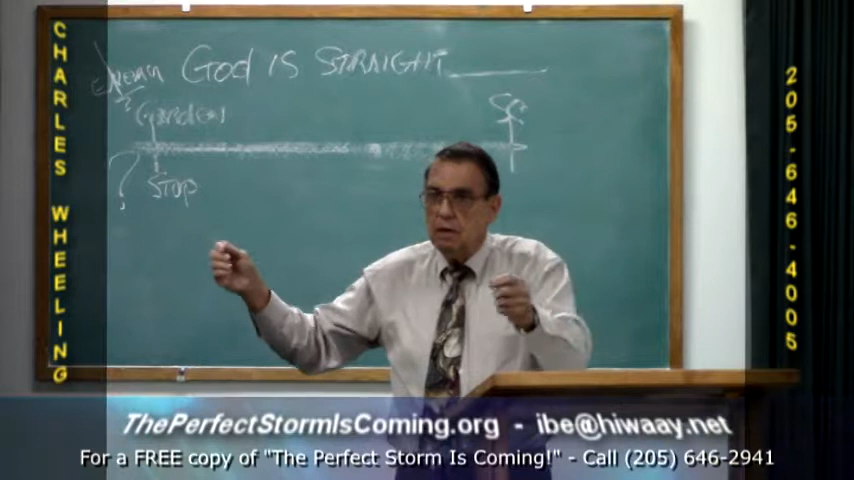 CHARLES WHEELING
God is STRAIGHT
Garden
?
Stop
205-646-4005
ThePerfectStormIsComing.org - ibe@hiwaay.net
For a FREE copy of "The Perfect Storm Is Coming!" - Call (205) 646-2941